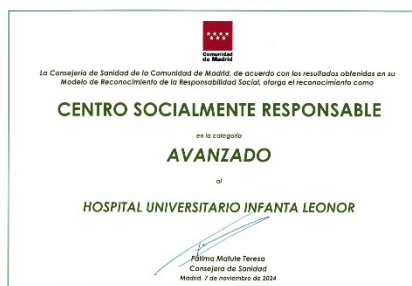 Comunidad
de Madrid
La Consejería de Sanidad de la Comunidad de Madrid, de acuerdo con los resultados obtenidos en su
Modelo de Reconocimiento de la Responsabilidad Social, otorga el reconocimiento como
CENTRO SOCIALMENTE RESPONSABLE
en la categoría
AVANZADO
al
HOSPITAL UNIVERSITARIO INFANTA LEONOR
Fátima Matute Teresa
Consejera de Sanidad
Madrid, 7 de noviembre de 2024